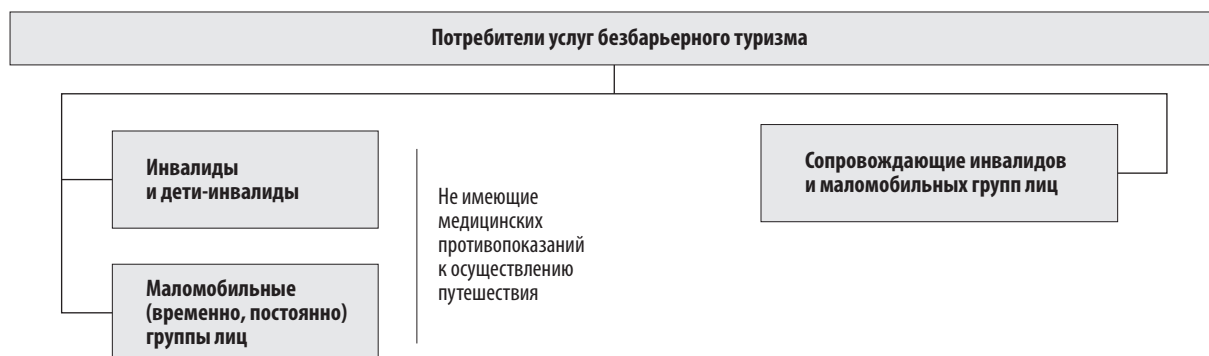 Потребители услуг безбарьерного туризма
Инвалиды
и дети-инвалиды
Маломобильные
(временно, постоянно)
группы лиц
Не имеющие
медицинских
противопоказаний
к осуществлению
путешествия
Сопровождающие инвалидов
и маломобильных групп лиц